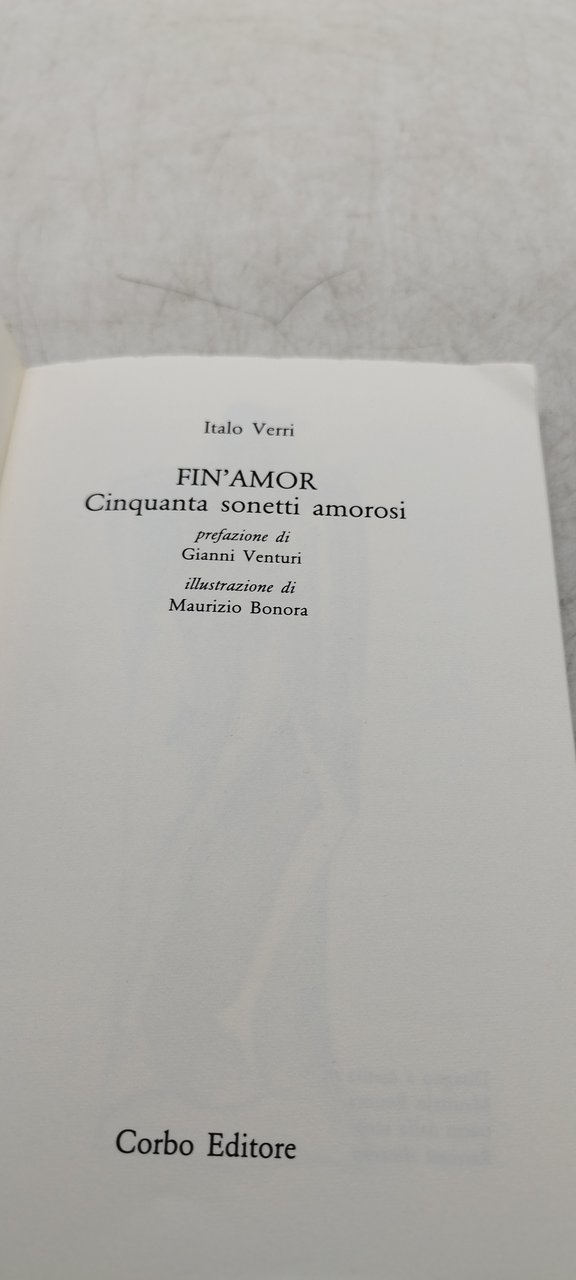 Italo Verri
FIN'AMOR
Cinquanta sonetti amorosi
prefazione di
Gianni Venturi
illustrazione di
Maurizio Bonora
Corbo Editore